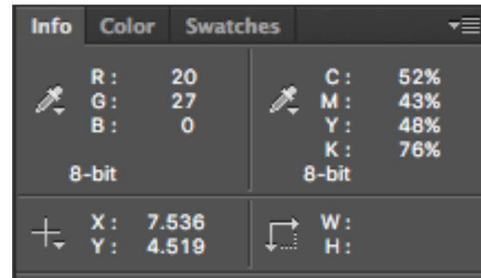 Info Color Swatches
R : 20
G : 27
B : 0
8-bit
C : 52%
M : 43%
Y : 48%
K : 76%
8-bit
X : 7.536
Y : 4.519
W :
H :